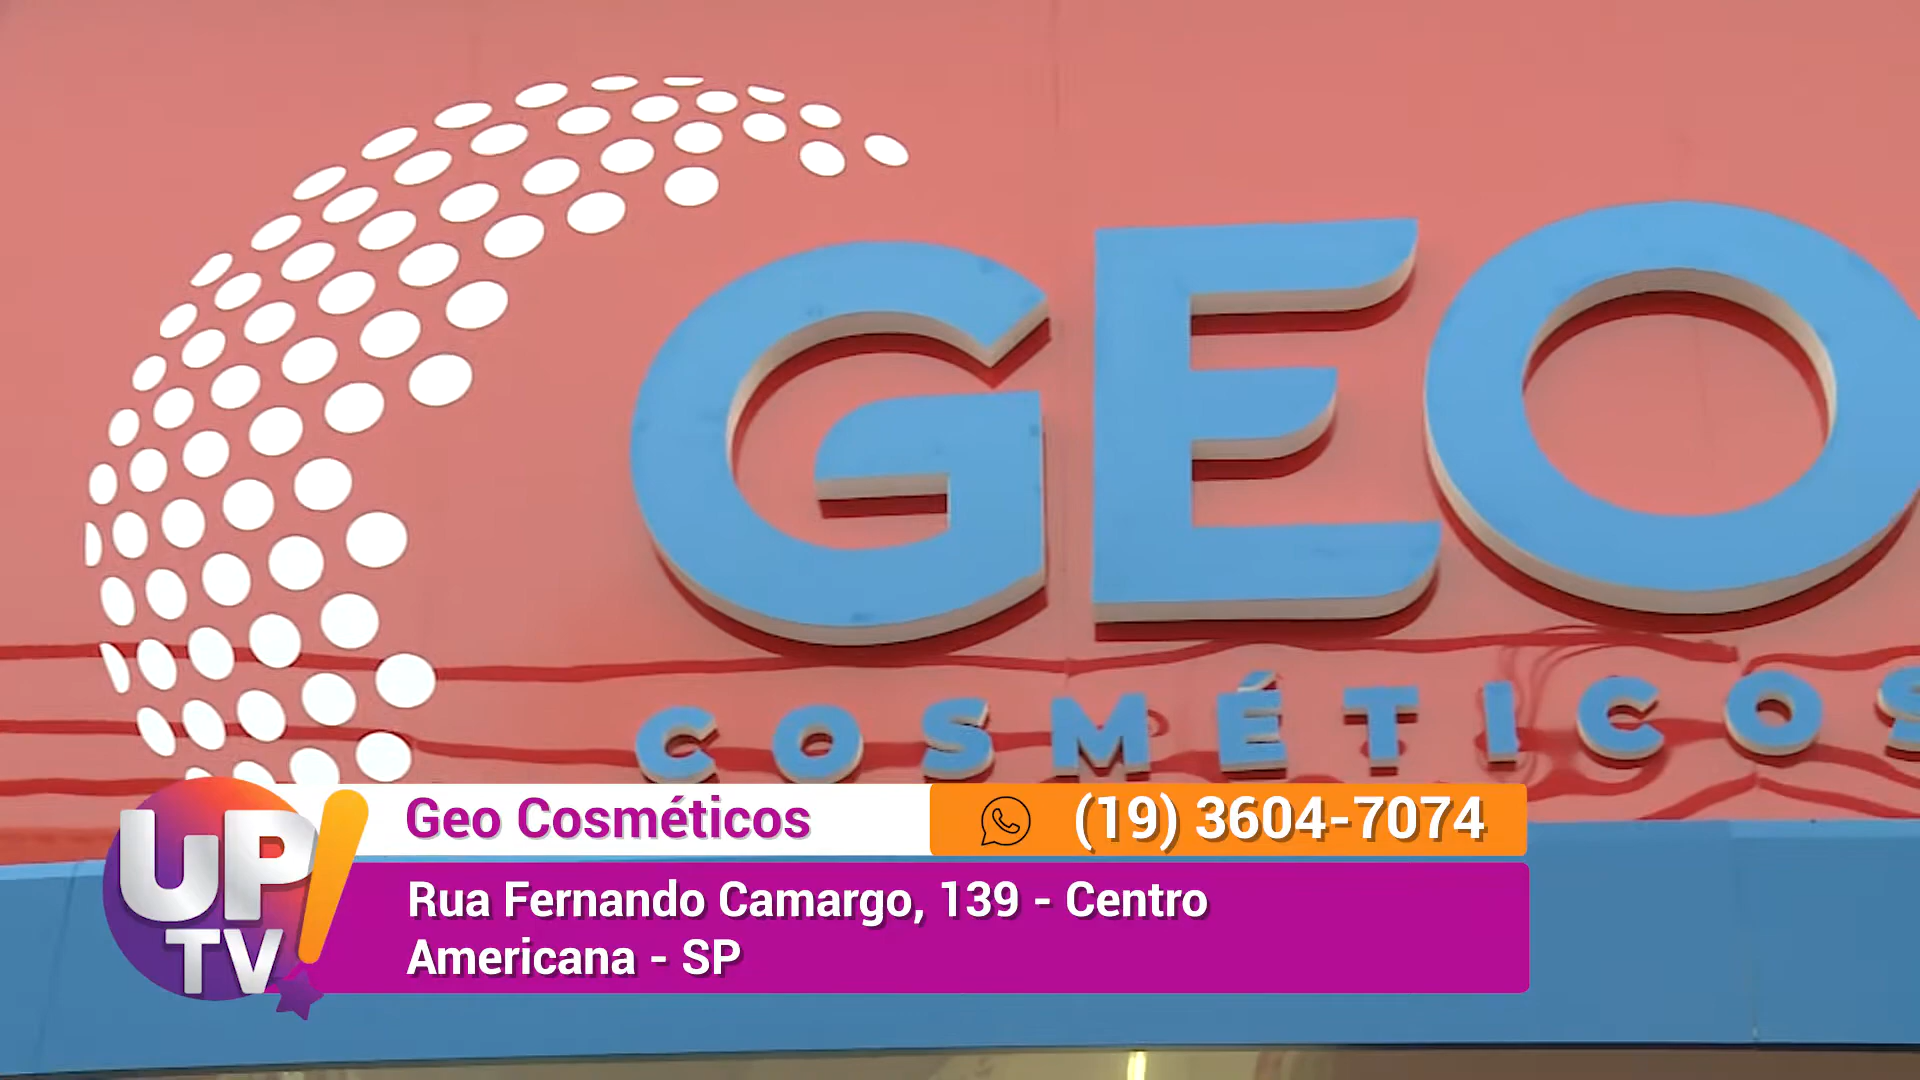 GEO
COSMÉTICOS
UP!
TV
Geo Cosméticos
(19) 3604-7074
Rua Fernando Camargo, 139 - Centro
Americana - SP